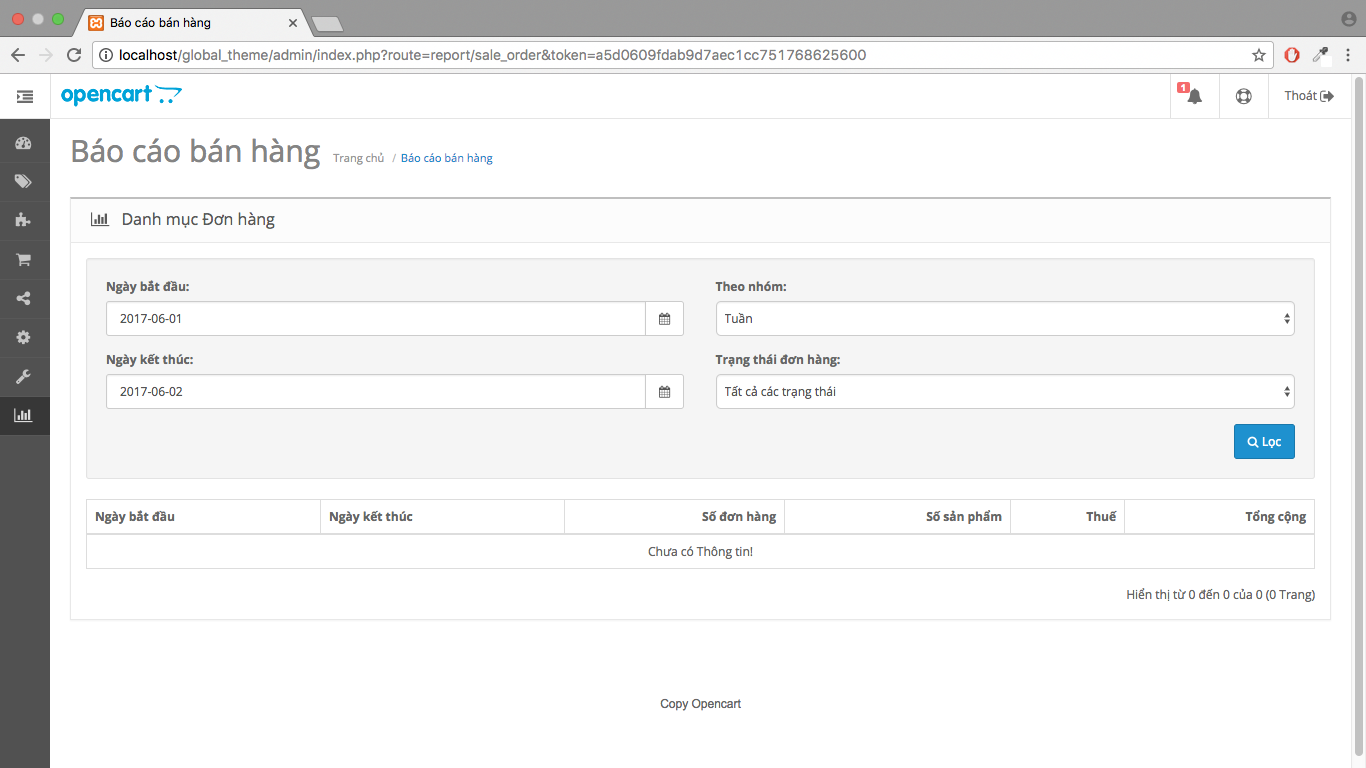 Báo cáo bán hàng
localhost/global_theme/admin/index.php?route=report/sale_order&token=a5d0609fdab9d7aec1cc751768625600
opencart 1 Thoát
Báo cáo bán hàng Trang chủ / Báo cáo bán hàng
Danh mục Đơn hàng
Ngày bắt đầu: Theo nhóm:
2017-06-01 Tuần
Ngày kết thúc: Trạng thái đơn hàng:
2017-06-02 Tất cả các trạng thái
Lọc
Ngày bắt đầu Ngày kết thúc Số đơn hàng Số sản phẩm Thuế Tổng cộng
Chưa có Thông tin!
Hiển thị từ 0 đến 0 của 0 (0 Trang)
Copy Opencart